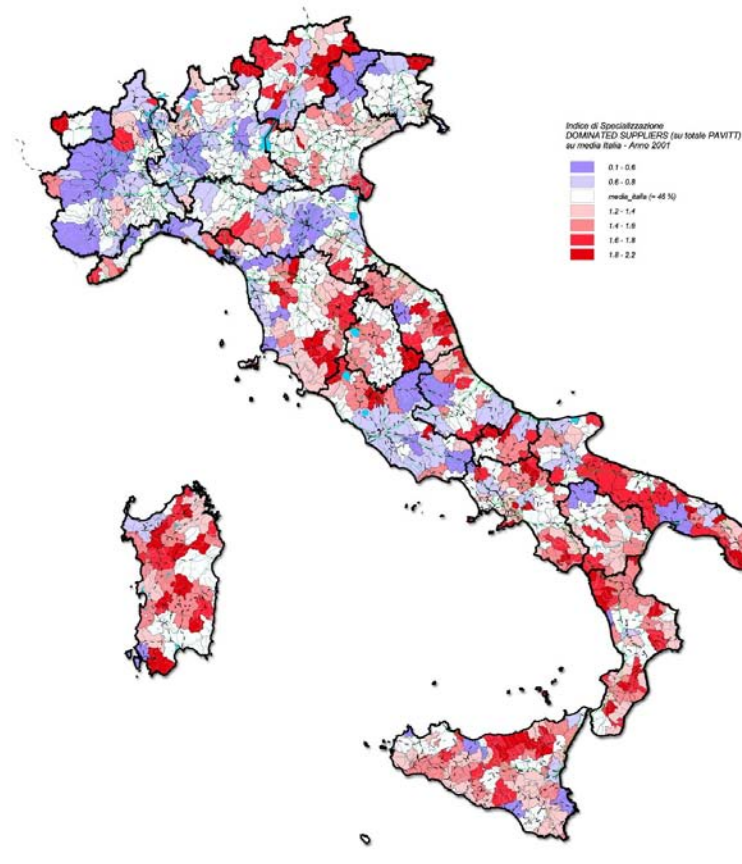 Indice di Specializzazione
DOMINATED SUPPLIERS (su totale PAVITT)
su media Italia - Anno 2001
0.1 - 0.6
0.6 - 0.8
media_italia (= 46 %)
1.2 - 1.4
1.4 - 1.6
1.6 - 1.8
1.8 - 2.2